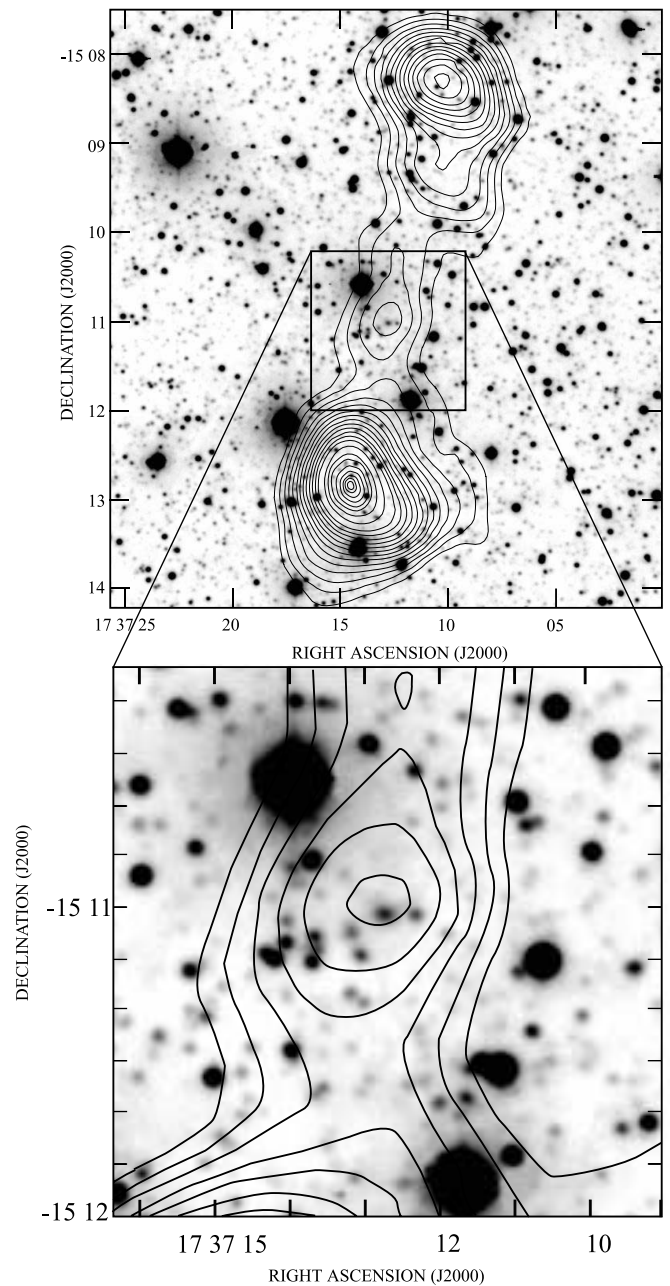 -15 08
09
10
11
12
13
14
DECLINATION (J2000)
17 37 25
20
15
10
05
RIGHT ASCENSION (J2000)
-15 11
-15 12
DECLINATION (J2000)
17 37 15
12
10
RIGHT ASCENSION (J2000)